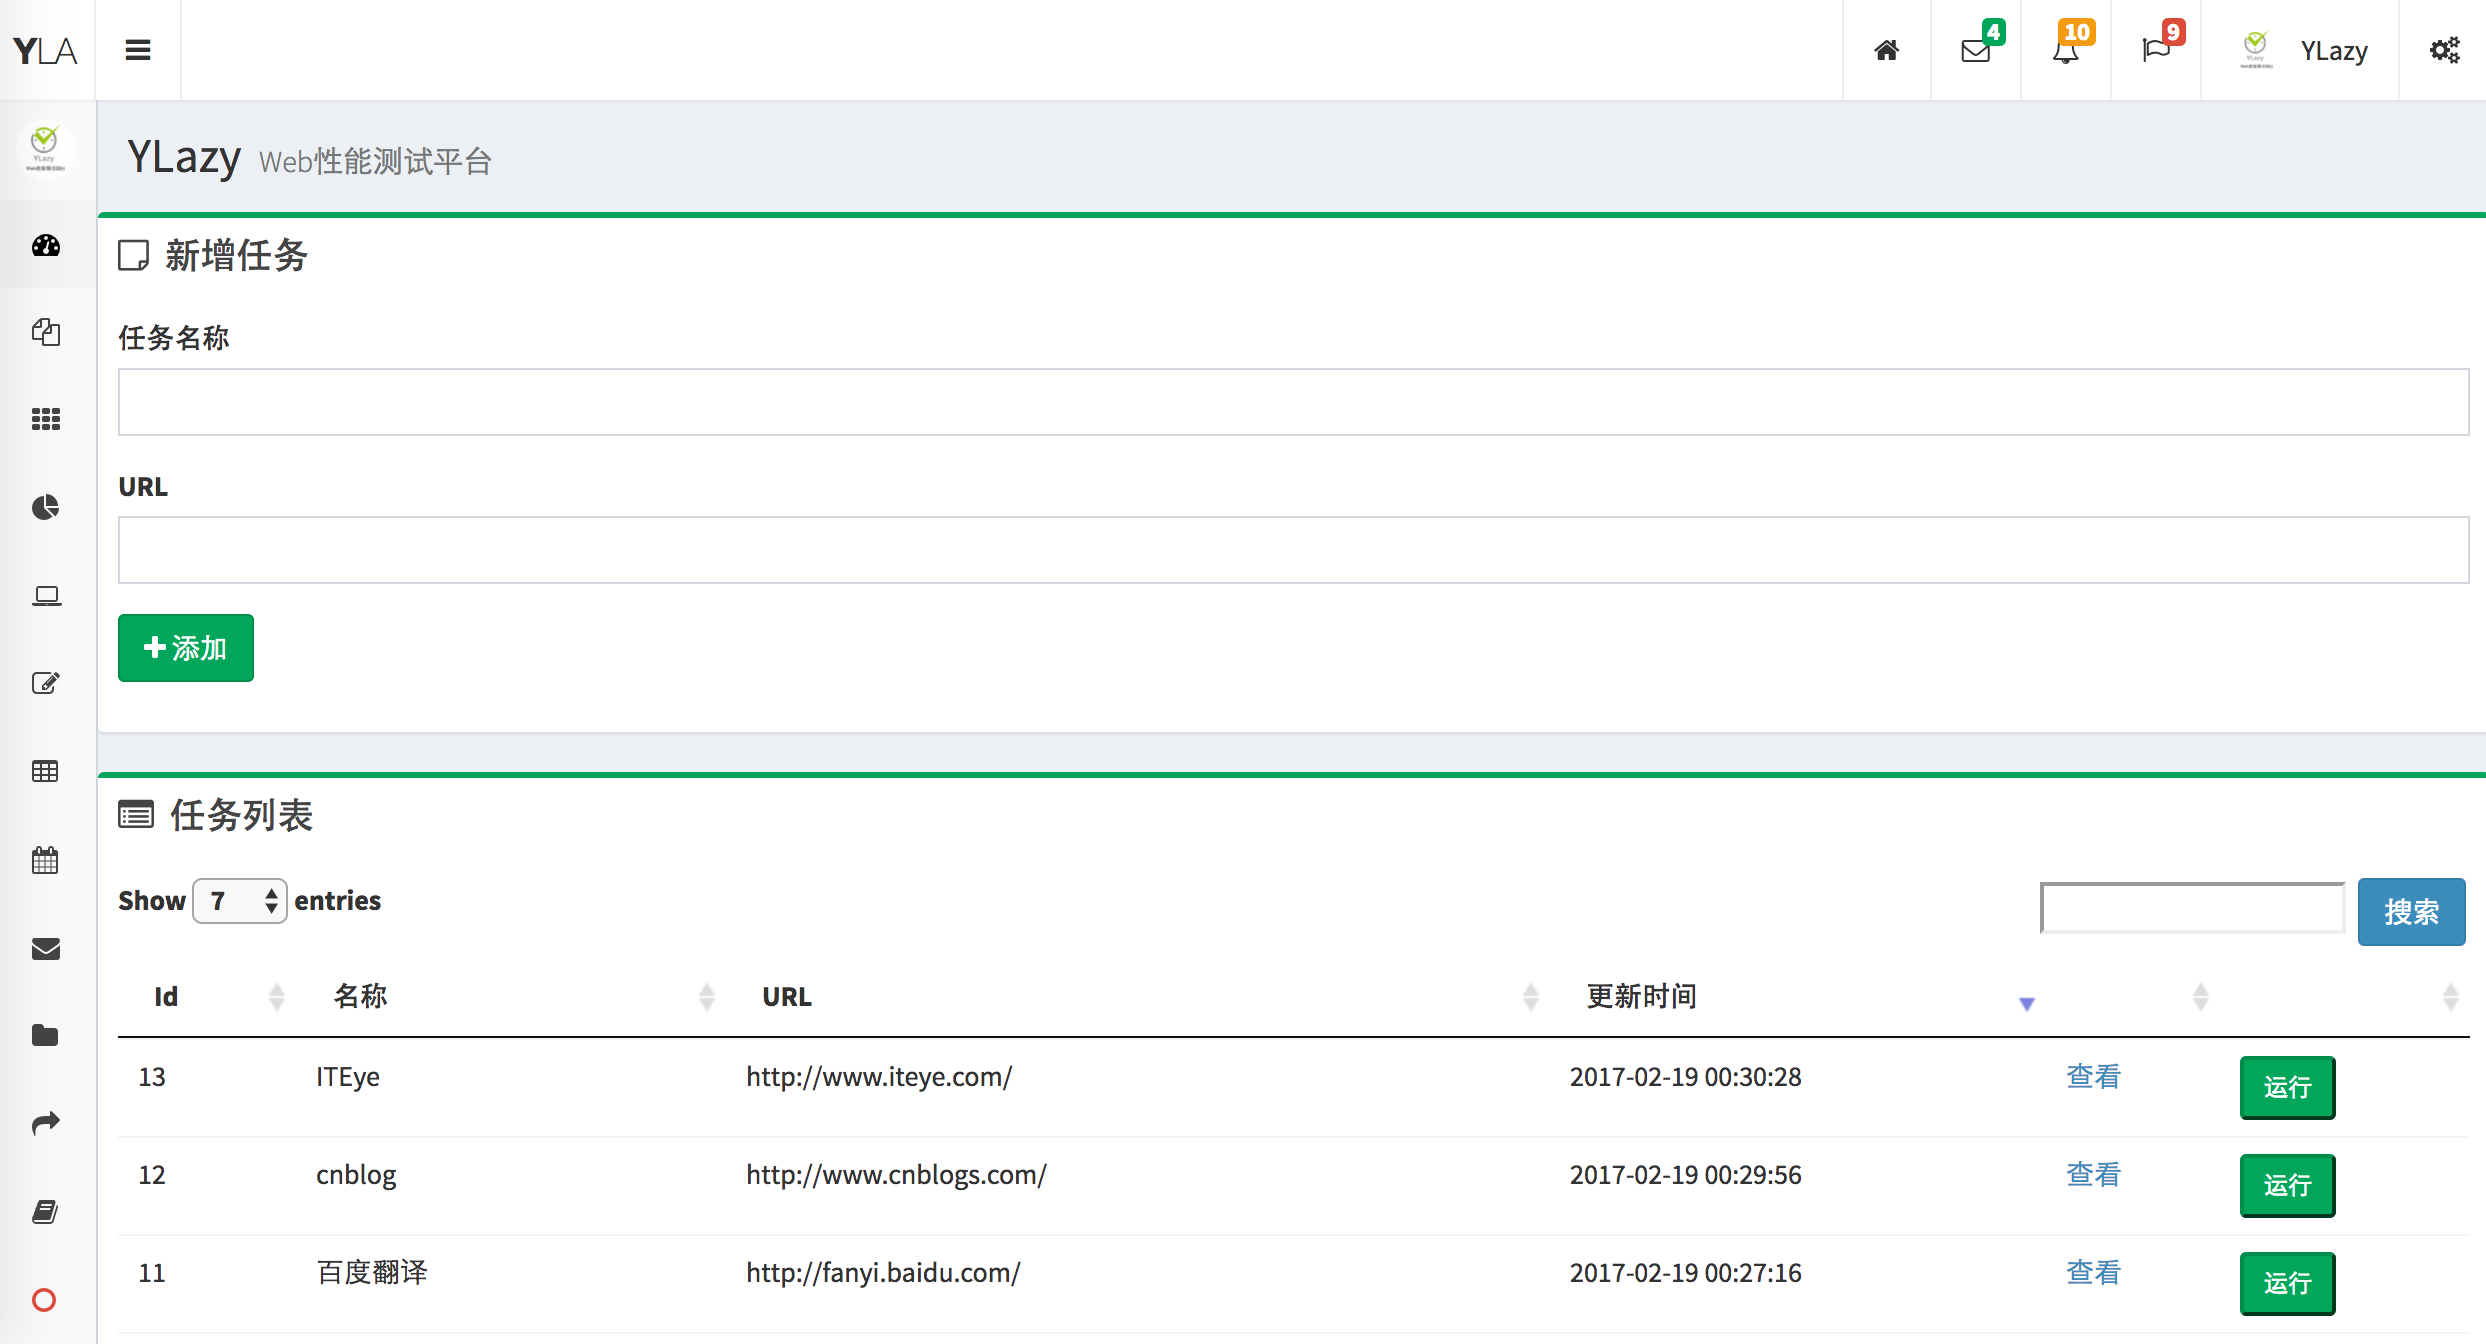 YLA
4
10
9
YLazy
YLazy Web性能测试平台
新增任务
任务名称
URL
添加
任务列表
Show 7 entries
搜索
Id 名称 URL 更新时间
13 ITEye http://www.iteye.com/ 2017-02-19 00:30:28 查看 运行
12 cnblog http://www.cnblogs.com/ 2017-02-19 00:29:56 查看 运行
11 百度翻译 http://fanyi.baidu.com/ 2017-02-19 00:27:16 查看 运行